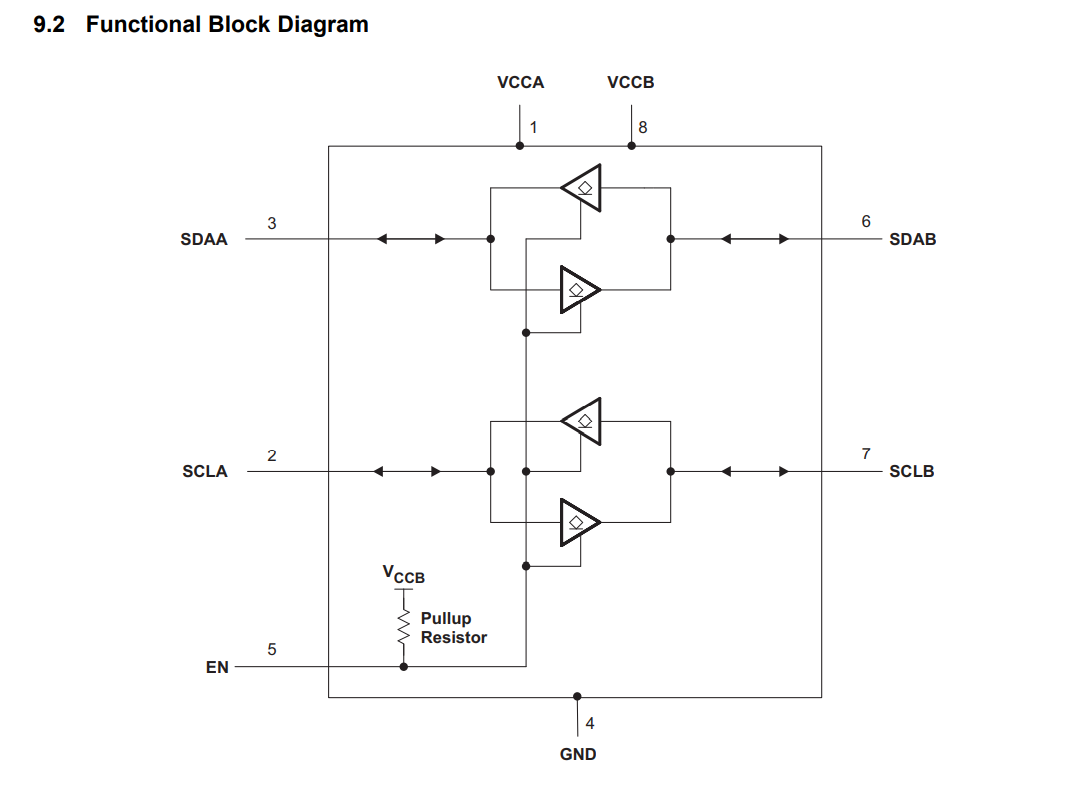 9.2 Functional Block Diagram
VCCA
VCCB
1
8
3
SDAA
6
SDAB
2
SCLA
7
SCLB
VCCB
Pullup
Resistor
5
EN
4
GND